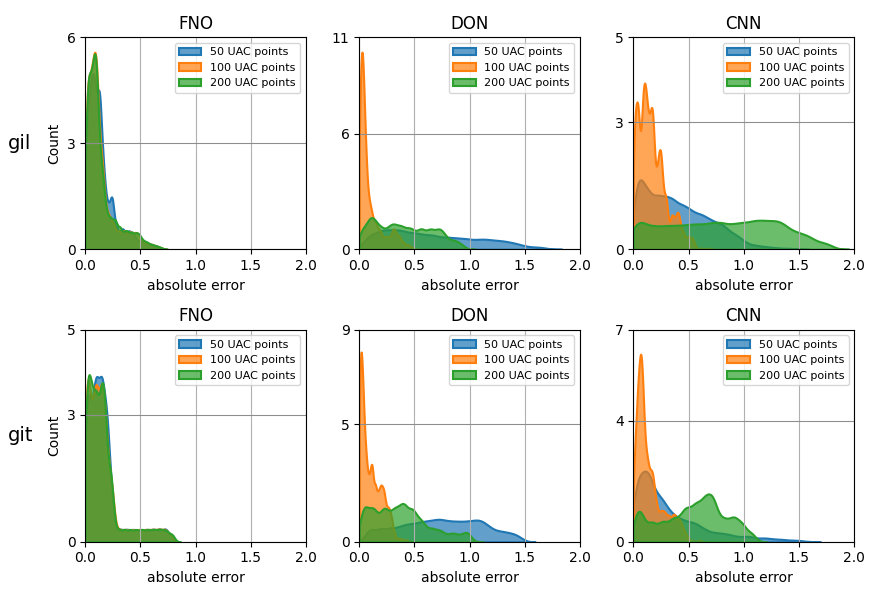 FNO
DON
CNN
6
3
0
11
6
0
5
3
0
50 UAC points
100 UAC points
200 UAC points
50 UAC points
100 UAC points
200 UAC points
50 UAC points
100 UAC points
200 UAC points
gil
Count
0.0 0.5 1.0 1.5 2.0
0.0 0.5 1.0 1.5 2.0
0.0 0.5 1.0 1.5 2.0
absolute error
absolute error
absolute error
FNO
DON
CNN
5
3
0
9
5
0
7
4
0
50 UAC points
100 UAC points
200 UAC points
50 UAC points
100 UAC points
200 UAC points
50 UAC points
100 UAC points
200 UAC points
git
Count
0.0 0.5 1.0 1.5 2.0
0.0 0.5 1.0 1.5 2.0
0.0 0.5 1.0 1.5 2.0
absolute error
absolute error
absolute error